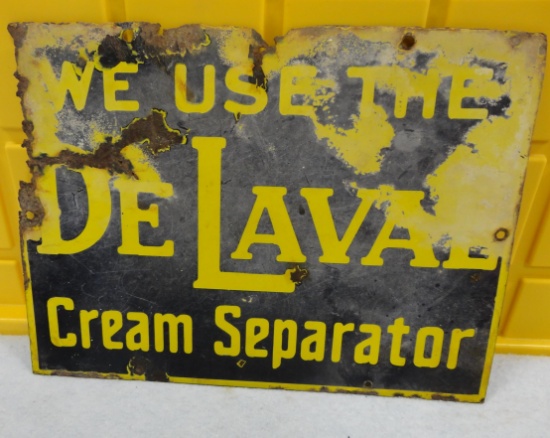 WE USE THE
DE LAVAL
Cream Separator